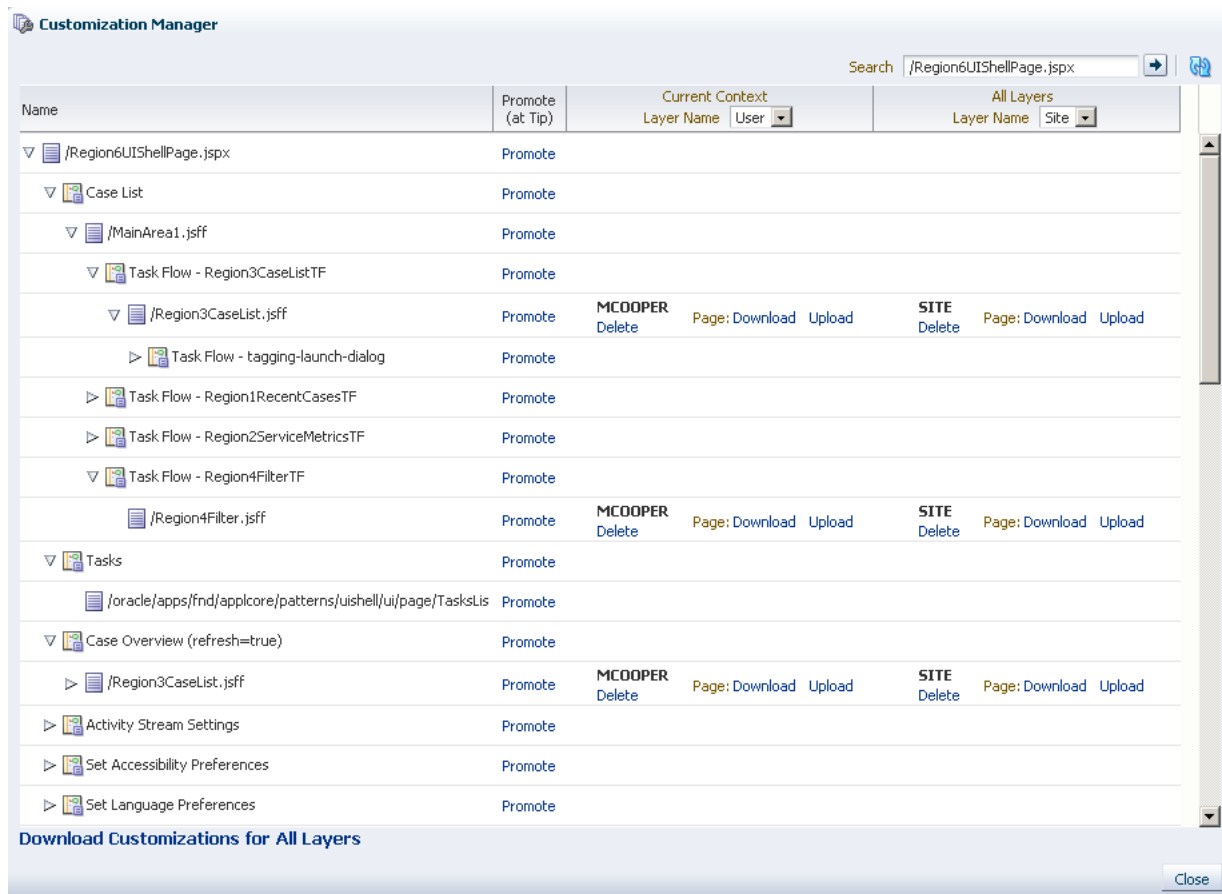 Customization Manager
Search /Region6UIShellPage.jspx
Name
Promote
(at Tip)
Current Context
Layer Name User
All Layers
Layer Name Site
/Region6UIShellPage.jspx Promote
Case List Promote
/MainArea1.jsff Promote
Task Flow - Region3CaseListTF Promote
/Region3CaseList.jsff Promote MCOOPER Delete Page: Download Upload SITE Delete Page: Download Upload
Task Flow - tagging-launch-dialog Promote
Task Flow - Region1RecentCasesTF Promote
Task Flow - Region2ServiceMetricsTF Promote
Task Flow - Region4FilterTF Promote
/Region4Filter.jsff Promote MCOOPER Delete Page: Download Upload SITE Delete Page: Download Upload
Tasks Promote
/oracle/apps/fnd/applcore/patterns/uishell/ui/page/TasksLis Promote
Case Overview (refresh=true) Promote
/Region3CaseList.jsff Promote MCOOPER Delete Page: Download Upload SITE Delete Page: Download Upload
Activity Stream Settings Promote
Set Accessibility Preferences Promote
Set Language Preferences Promote
Download Customizations for All Layers
Close